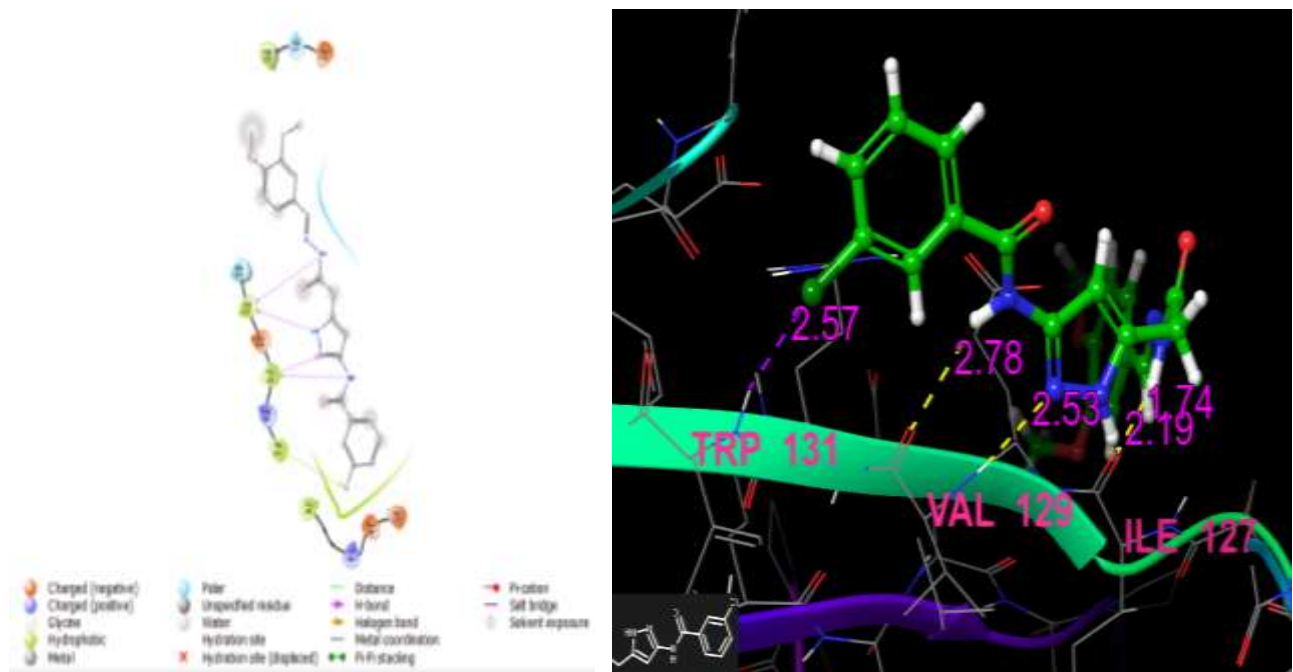 Charged (negative)
Charged (positive)
Glycine
Hydrophobic
Metal
Polar
Unspecified residue
Water
Hydration site
X Hydration site (displaced)
Distance
H-bond
Halogen bond
Metal coordination
Pi-Pi stacking
Pi-cation
Salt bridge
Solvent exposure
2.57
2.78
2.53
1.74
2.19
TRP 131
VAL 129
ILE 127